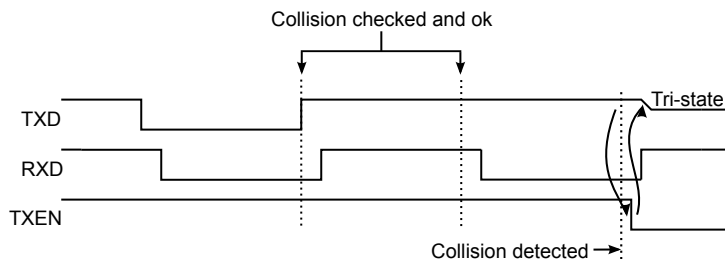 Collision checked and ok
Tri-state
TXD
RXD
TXEN
Collision detected